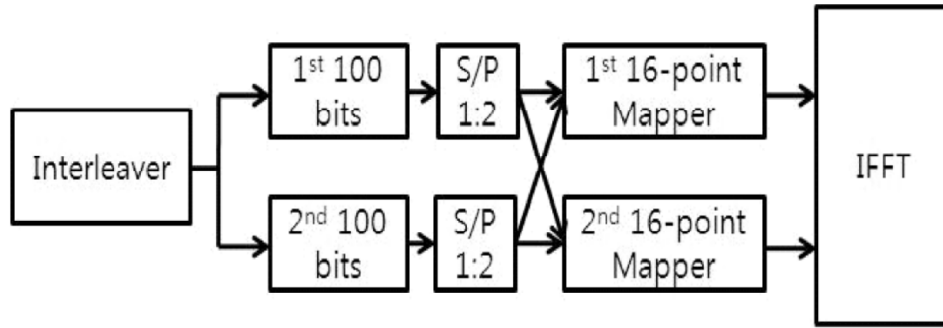 Interleaver
1st 100
bits
S/P
1:2
1st 16-point
Mapper
2nd 100
bits
S/P
1:2
2nd 16-point
Mapper
IFFT